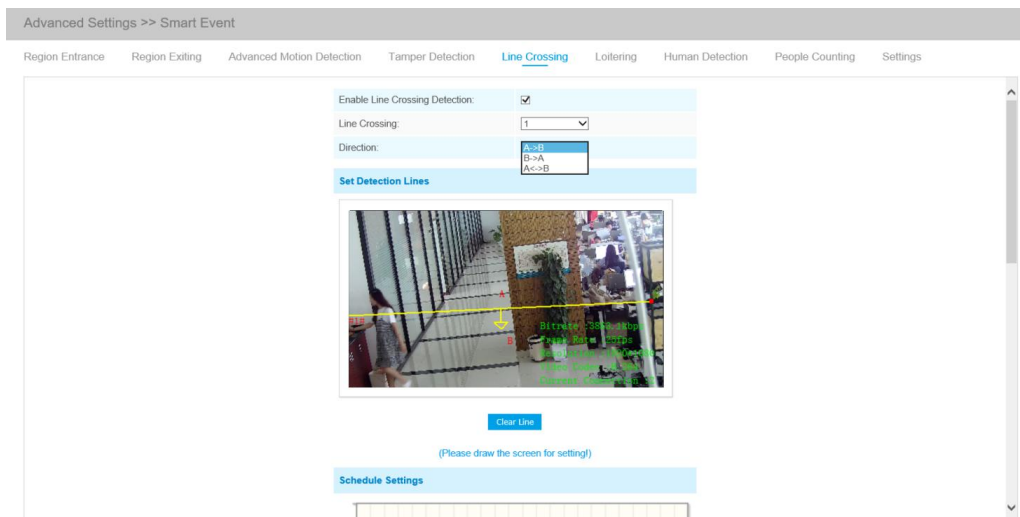 Advanced Settings >> Smart Event
Region Entrance Region Exiting Advanced Motion Detection Tamper Detection Line Crossing Loitering Human Detection People Counting Settings
Enable Line Crossing Detection:
Line Crossing: 1
Direction: A->B
B->A
A<->B
Set Detection Lines
A
Bitrate
Frame Rate
Clear Line
(Please draw the screen for setting!)
Schedule Settings